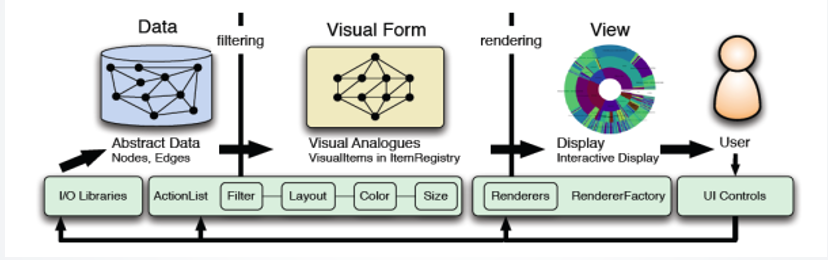 Data
Visual Form
View
filtering
rendering
Abstract Data
Nodes, Edges
Visual Analogues
VisualItems in ItemRegistry
Display
Interactive Display
User
I/O Libraries
ActionList
Filter
Layout
Color
Size
Renderers
RendererFactory
UI Controls